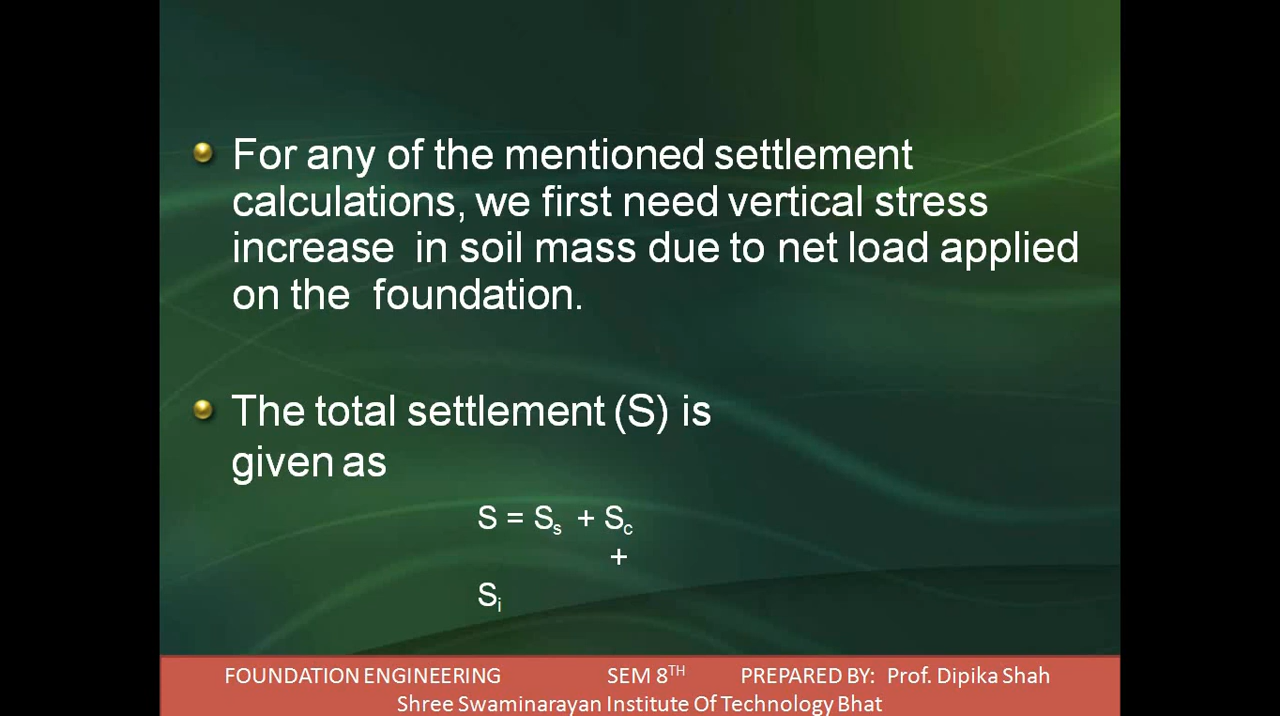 For any of the mentioned settlement
calculations, we first need vertical stress
increase in soil mass due to net load applied
on the foundation.
The total settlement (S) is
given as
S = Ss + Sc
+
Si
FOUNDATION ENGINEERING SEM 8TH PREPARED BY: Prof. Dipika Shah
Shree Swaminarayan Institute Of Technology Bhat